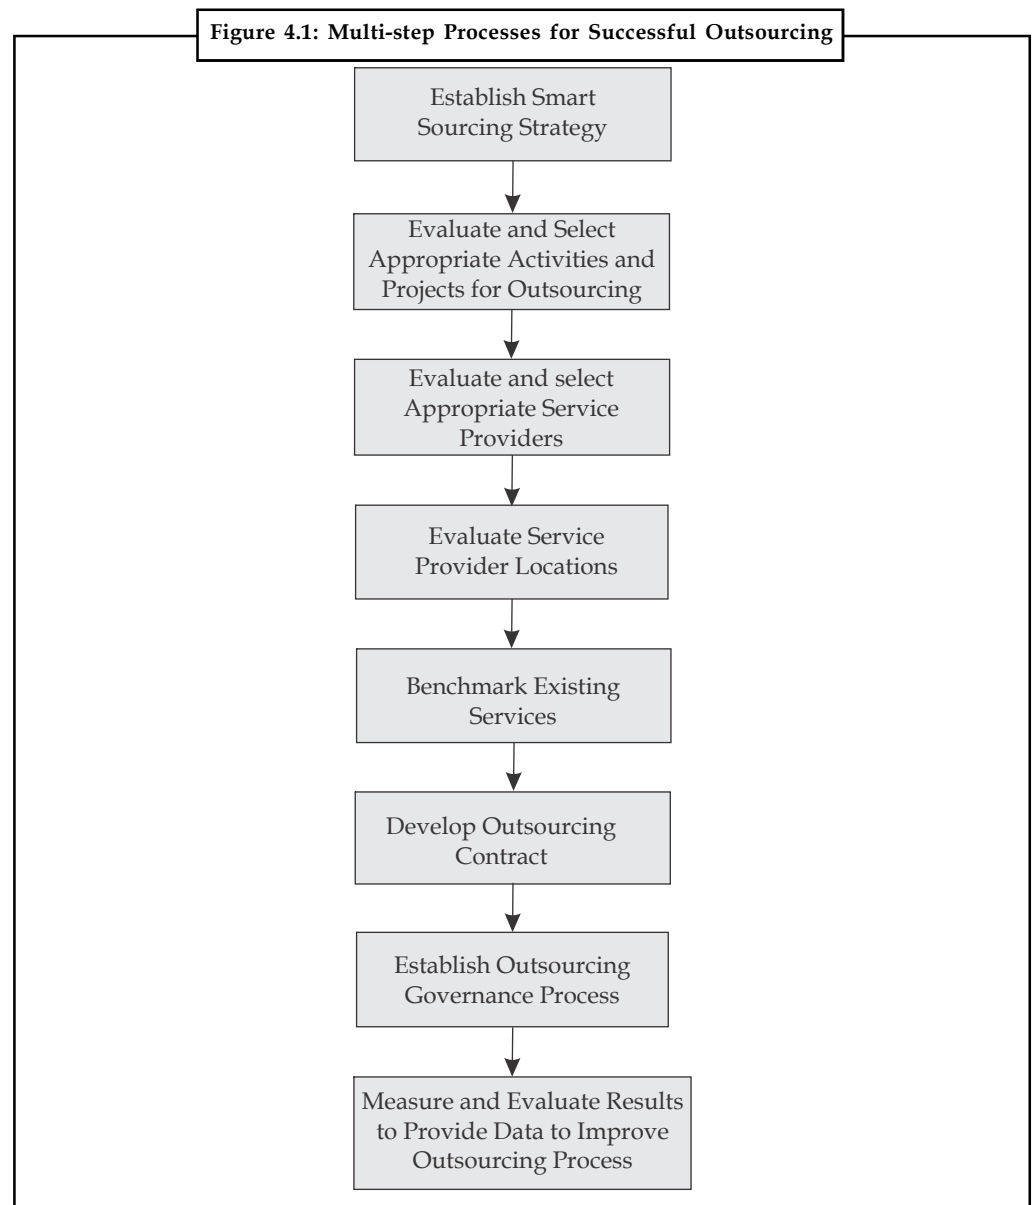 Figure 4.1: Multi-step Processes for Successful Outsourcing
Establish Smart
Sourcing Strategy
Evaluate and Select
Appropriate Activities and
Projects for Outsourcing
Evaluate and select
Appropriate Service
Providers
Evaluate Service
Provider Locations
Benchmark Existing
Services
Develop Outsourcing
Contract
Establish Outsourcing
Governance Process
Measure and Evaluate Results
to Provide Data to Improve
Outsourcing Process